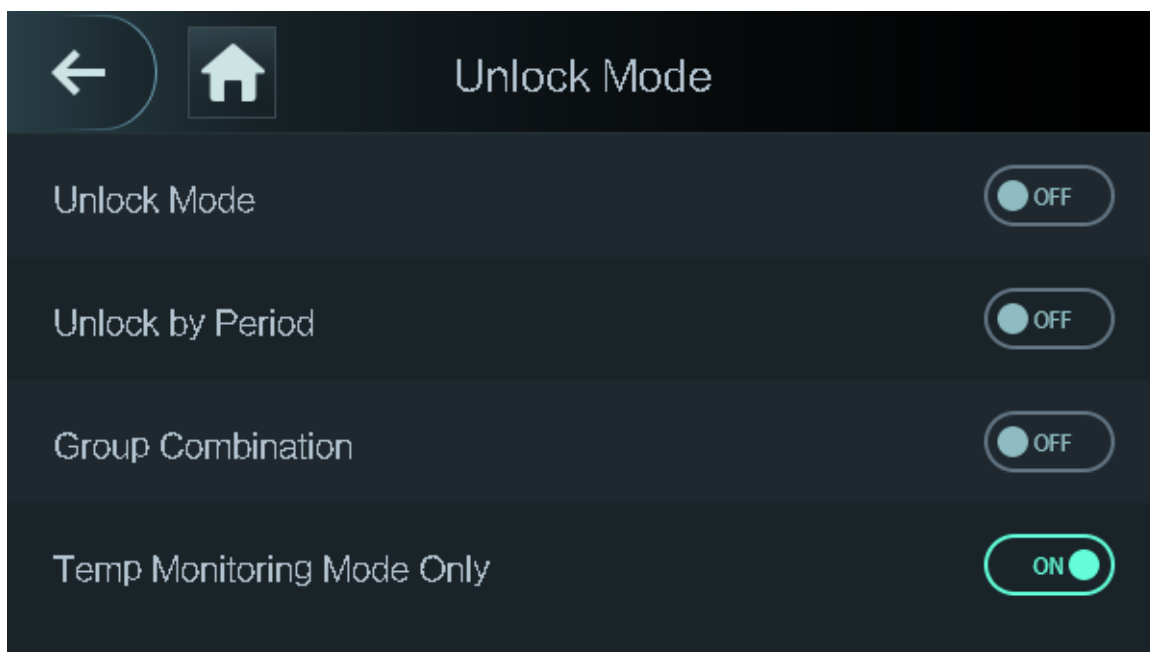 Unlock Mode
Unlock Mode OFF
Unlock by Period OFF
Group Combination OFF
Temp Monitoring Mode Only ON